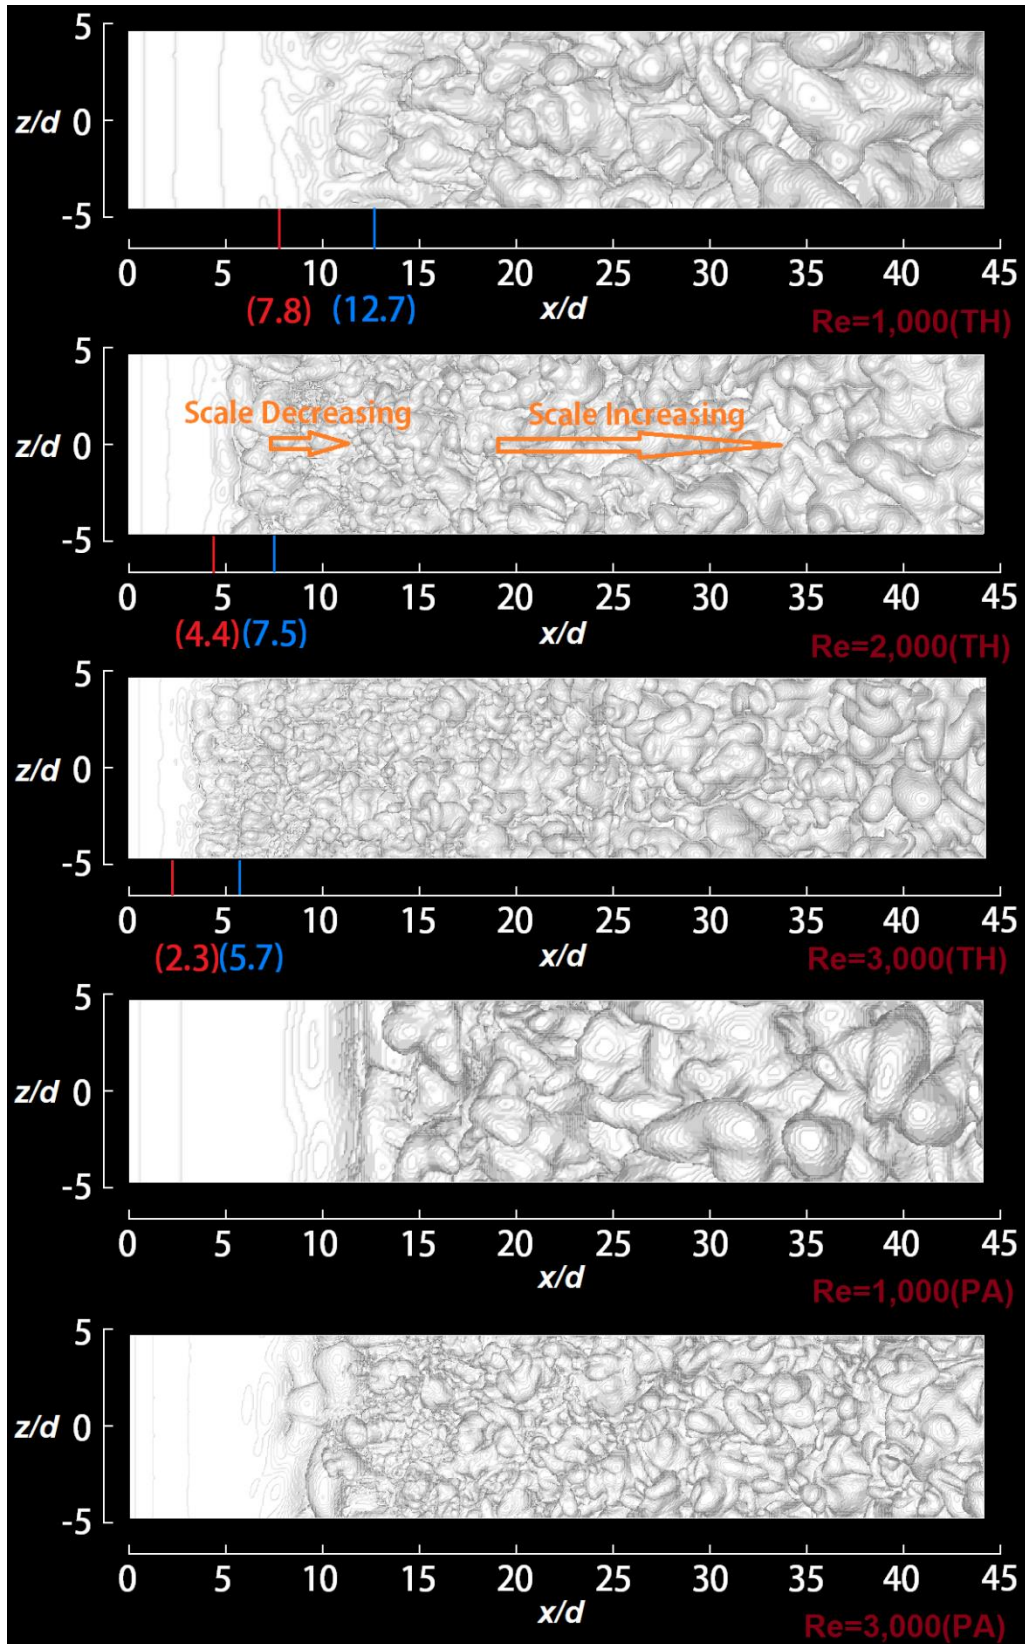 5
z/d 0
-5
0 5 10 15 20 25 30 35 40 45
(7.8) (12.7) x/d
Re=1,000(TH)
5
Scale Decreasing Scale Increasing
z/d 0
-5
0 5 10 15 20 25 30 35 40 45
(4.4) (7.5) x/d
Re=2,000(TH)
5
z/d 0
-5
0 5 10 15 20 25 30 35 40 45
(2.3) (5.7) x/d Re=3,000(TH)
5
z/d 0
-5
0 5 10 15 20 25 30 35 40 45
x/d
Re=1,000(PA)
5
z/d 0
-5
0 5 10 15 20 25 30 35 40 45
x/d
Re=3,000(PA)